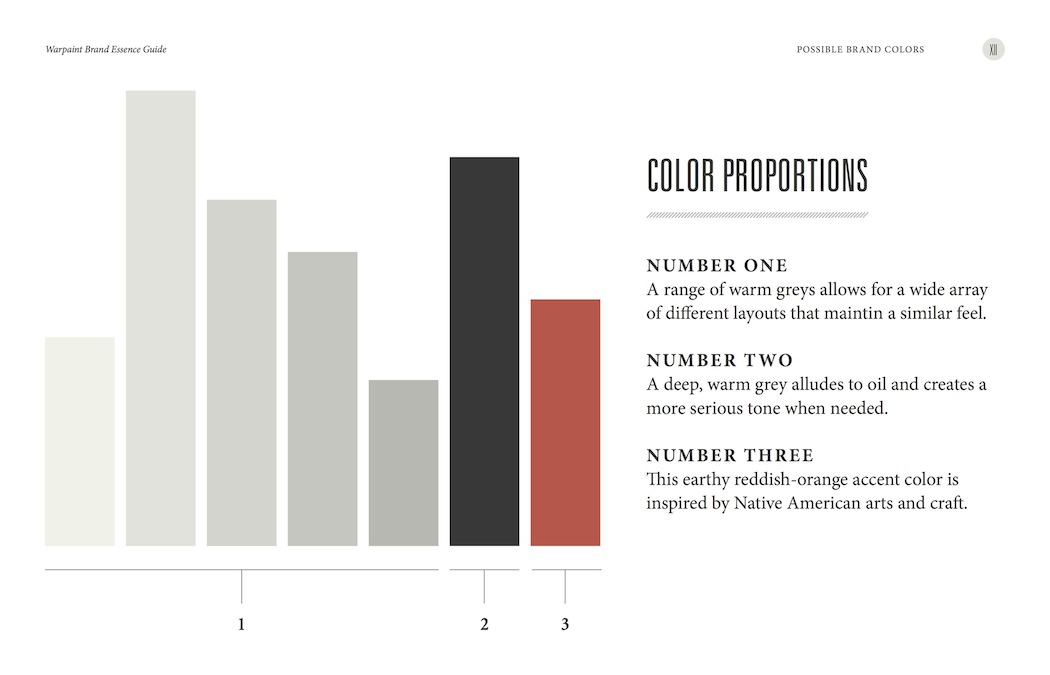 Warpaint Brand Essence Guide
POSSIBLE BRAND COLORS
XII
COLOR PROPORTIONS
NUMBER ONE
A range of warm greys allows for a wide array
of different layouts that maintin a similar feel.
NUMBER TWO
A deep, warm grey alludes to oil and creates a
more serious tone when needed.
NUMBER THREE
This earthy reddish-orange accent color is
inspired by Native American arts and craft.
1
2
3